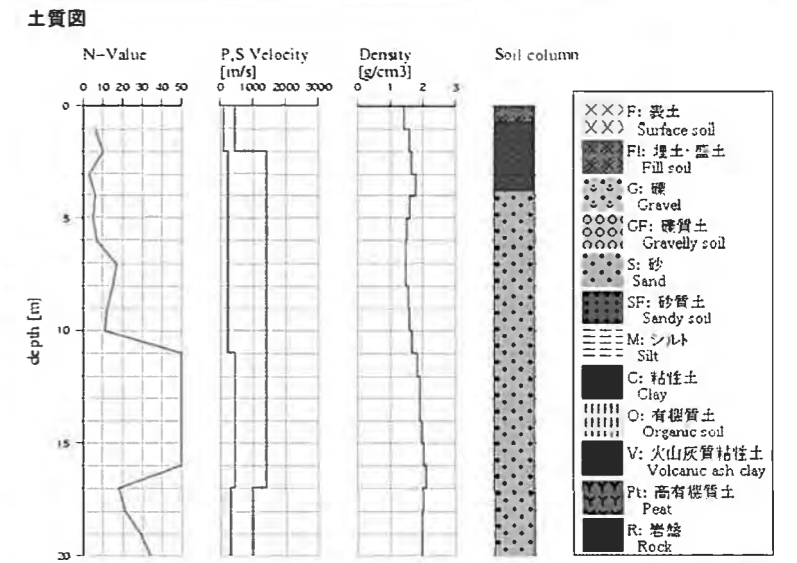 土質図
N-Value
P,S Velocity
[m/s]
Density
[g/cm3]
Soil column
0 10 20 30 40 50
0 1000 2000 3000
0 1 2 3
0
5
10
15
20
depth [m]
F: 表土
Surface soil
Fl: 埋土・盛土
Fill soil
G: 礫
Gravel
GF: 礫質土
Gravelly soil
S: 砂
Sand
SF: 砂質土
Sandy soil
M: シルト
Silt
C: 粘性土
Clay
O: 有機質土
Organic soil
V: 火山灰質粘性土
Volcanic ash clay
Pt: 高有機質土
Peat
R: 岩盤
Rock